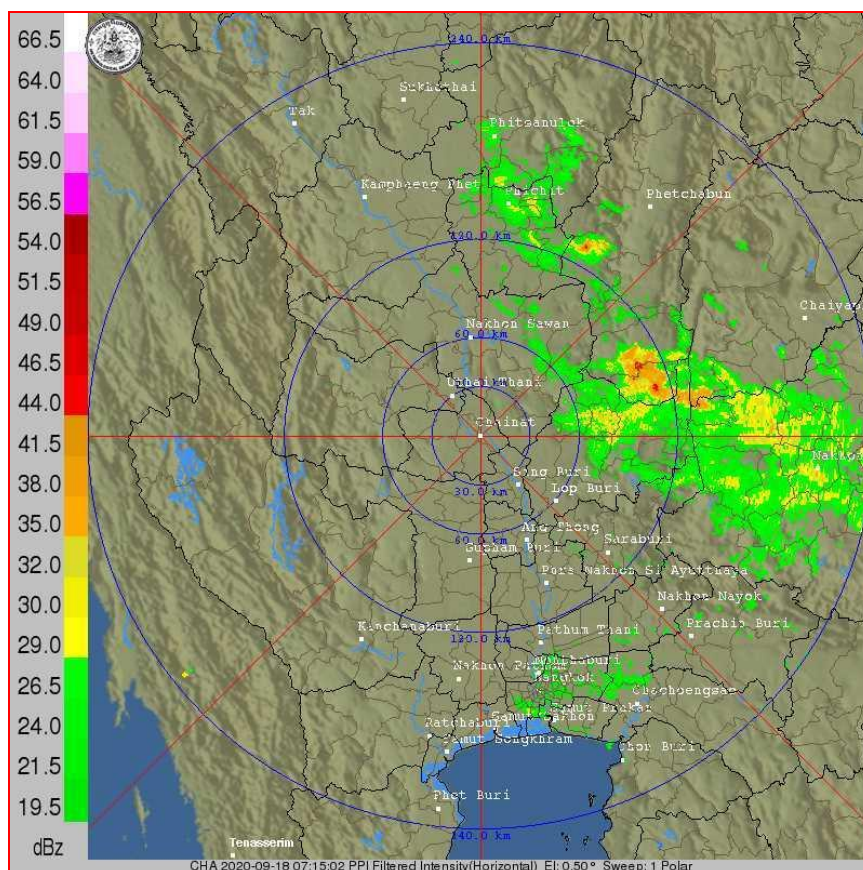 66.5
64.0
61.5
59.0
56.5
54.0
51.5
49.0
46.5
44.0
41.5
38.0
35.0
32.0
30.0
29.0
26.5
24.0
21.5
19.5
dBz
240.0 km
Sukhothai
Tak
Phitsanulok
Kamphaeng Phet
Phichit
Phetchabun
120.0 km
Chaiyap
Nakhon Sawan
60.0 km
Uthai Thani
Chainat
Nakhon
Sing Buri
30.0 km
Lop Buri
Ang Thong
60.0 km
Suphan Buri
Saraburi
Pora Nakhon Si Ayutthaya
Nakhon Nayok
Kanchanaburi
120.0 km
Pathum Thani
Prachin Buri
Nonthaburi
Nakhon Pathom
Bangkok
Chachoengsao
Samut Prakan
Samut Sakhon
Ratchaburi
Samut Songkhram
Chon Buri
Phet Buri
240.0 km
Tenasserim
CHA 2020-09-18 07:15:02 PPI Filtered Intensity(Horizontal) El: 0.50° Sweep: 1 Polar